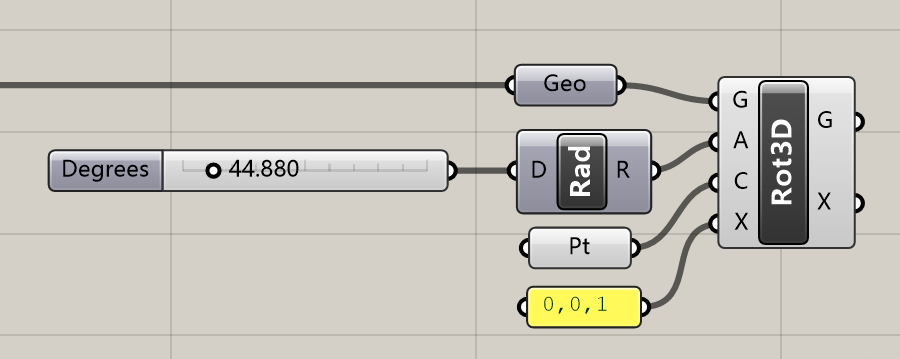 Geo
G
A
C
X
Rot3D
G
X
Degrees
44.880
D
Rad
R
Pt
0,0,1